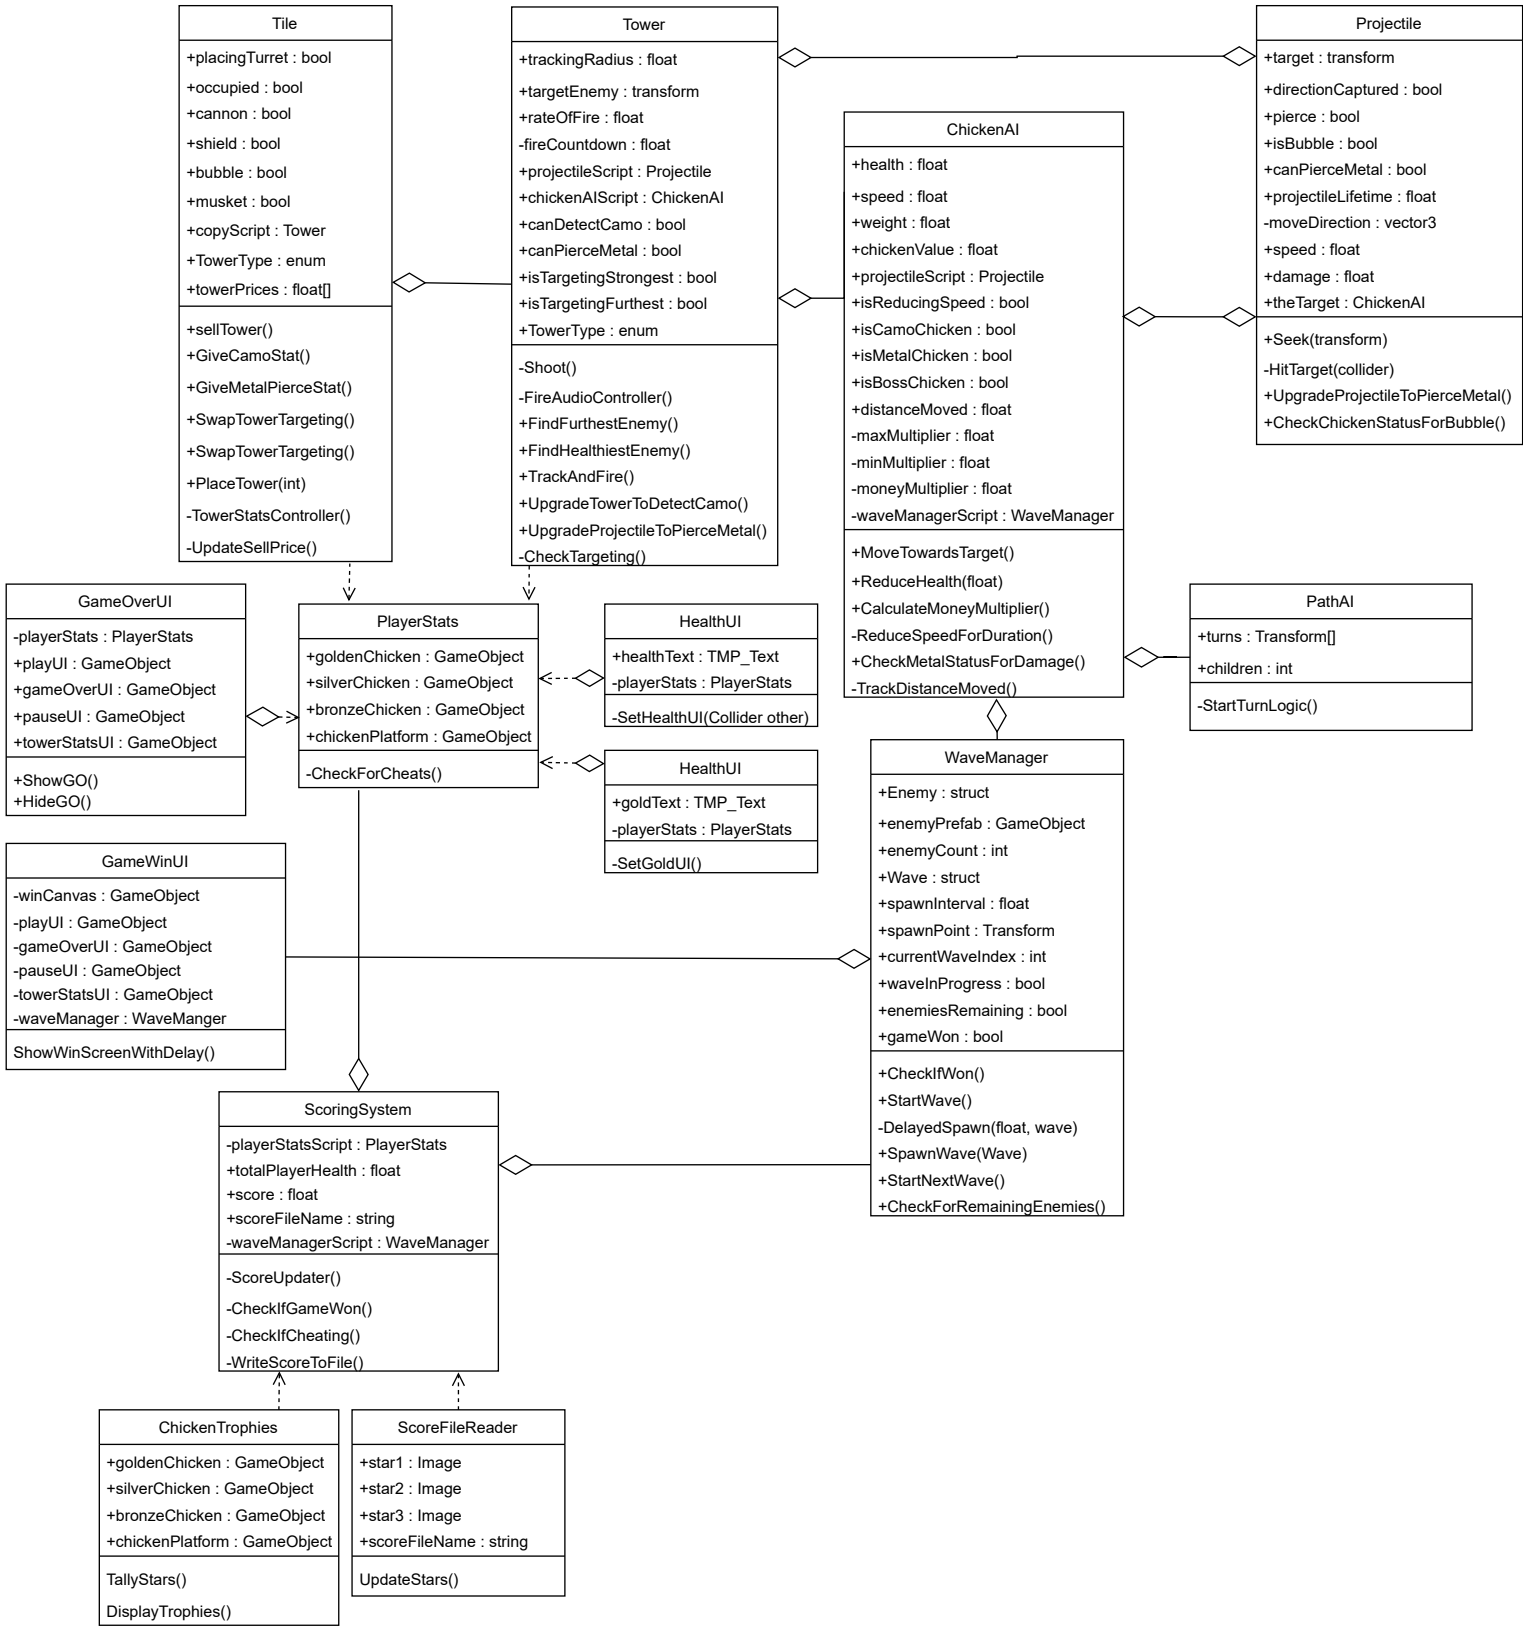 Tile
+placingTurret : bool
+occupied : bool
+cannon : bool
+shield : bool
+bubble : bool
+musket : bool
+copyScript : Tower
+TowerType : enum
+towerPrices : float[]
+sellTower()
+GiveCamoStat()
+GiveMetalPierceStat()
+SwapTowerTargeting()
+SwapTowerTargeting()
+PlaceTower(int)
-TowerStatsController()
-UpdateSellPrice()
Tower
+trackingRadius : float
+targetEnemy : transform
+rateOfFire : float
-fireCountdown : float
+projectileScript : Projectile
+chickenAIScript : ChickenAI
+canDetectCamo : bool
+canPierceMetal : bool
+isTargetingStrongest : bool
+isTargetingFurthest : bool
+TowerType : enum
-Shoot()
-FireAudioController()
+FindFurthestEnemy()
+FindHealthiestEnemy()
+TrackAndFire()
+UpgradeTowerToDetectCamo()
+UpgradeProjectileToPierceMetal()
-CheckTargeting()
ChickenAI
+health : float
+speed : float
+weight : float
+chickenValue : float
+projectileScript : Projectile
+isReducingSpeed : bool
+isCamoChicken : bool
+isMetalChicken : bool
+isBossChicken : bool
+distanceMoved : float
-maxMultiplier : float
-minMultiplier : float
-moneyMultiplier : float
-waveManagerScript : WaveManager
+MoveTowardsTarget()
+ReduceHealth(float)
+CalculateMoneyMultiplier()
-ReduceSpeedForDuration()
+CheckMetalStatusForDamage()
-TrackDistanceMoved()
Projectile
+target : transform
+directionCaptured : bool
+pierce : bool
+isBubble : bool
+canPierceMetal : bool
+projectileLifetime : float
-moveDirection : vector3
+speed : float
+damage : float
+theTarget : ChickenAI
+Seek(transform)
-HitTarget(collider)
+UpgradeProjectileToPierceMetal()
+CheckChickenStatusForBubble()
GameOverUI
-playerStats : PlayerStats
+playUI : GameObject
+gameOverUI : GameObject
+pauseUI : GameObject
+towerStatsUI : GameObject
+ShowGO()
+HideGO()
PlayerStats
+goldenChicken : GameObject
+silverChicken : GameObject
+bronzeChicken : GameObject
+chickenPlatform : GameObject
-CheckForCheats()
HealthUI
+healthText : TMP_Text
-playerStats : PlayerStats
-SetHealthUI(Collider other)
HealthUI
+goldText : TMP_Text
-playerStats : PlayerStats
-SetGoldUI()
PathAI
+turns : Transform[]
+children : int
-StartTurnLogic()
GameWinUI
-winCanvas : GameObject
-playUI : GameObject
-gameOverUI : GameObject
-pauseUI : GameObject
-towerStatsUI : GameObject
-waveManager : WaveManger
ShowWinScreenWithDelay()
WaveManager
+Enemy : struct
+enemyPrefab : GameObject
+enemyCount : int
+Wave : struct
+spawnInterval : float
+spawnPoint : Transform
+currentWaveIndex : int
+waveInProgress : bool
+enemiesRemaining : bool
+gameWon : bool
+CheckIfWon()
+StartWave()
-DelayedSpawn(float, wave)
+SpawnWave(Wave)
+StartNextWave()
+CheckForRemainingEnemies()
ScoringSystem
-playerStatsScript : PlayerStats
+totalPlayerHealth : float
+score : float
+scoreFileName : string
-waveManagerScript : WaveManager
-ScoreUpdater()
-CheckIfGameWon()
-CheckIfCheating()
-WriteScoreToFile()
ChickenTrophies
+goldenChicken : GameObject
+silverChicken : GameObject
+bronzeChicken : GameObject
+chickenPlatform : GameObject
TallyStars()
DisplayTrophies()
ScoreFileReader
+star1 : Image
+star2 : Image
+star3 : Image
+scoreFileName : string
UpdateStars()